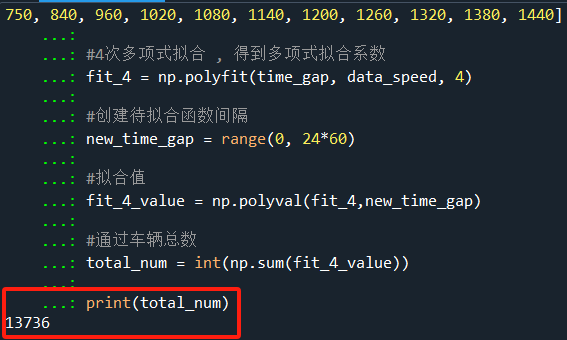 750, 840, 960, 1020, 1080, 1140, 1200, 1260, 1320, 1380, 1440]
...:
...: #4次多项式拟合 , 得到多项式拟合系数
...: fit_4 = np.polyfit(time_gap, data_speed, 4)
...:
...: #创建待拟合函数间隔
...: new_time_gap = range(0, 24*60)
...:
...: #拟合值
...: fit_4_value = np.polyval(fit_4,new_time_gap)
...:
...: #通过车辆总数
...: total_num = int(np.sum(fit_4_value))
...:
...: print(total_num)
13736